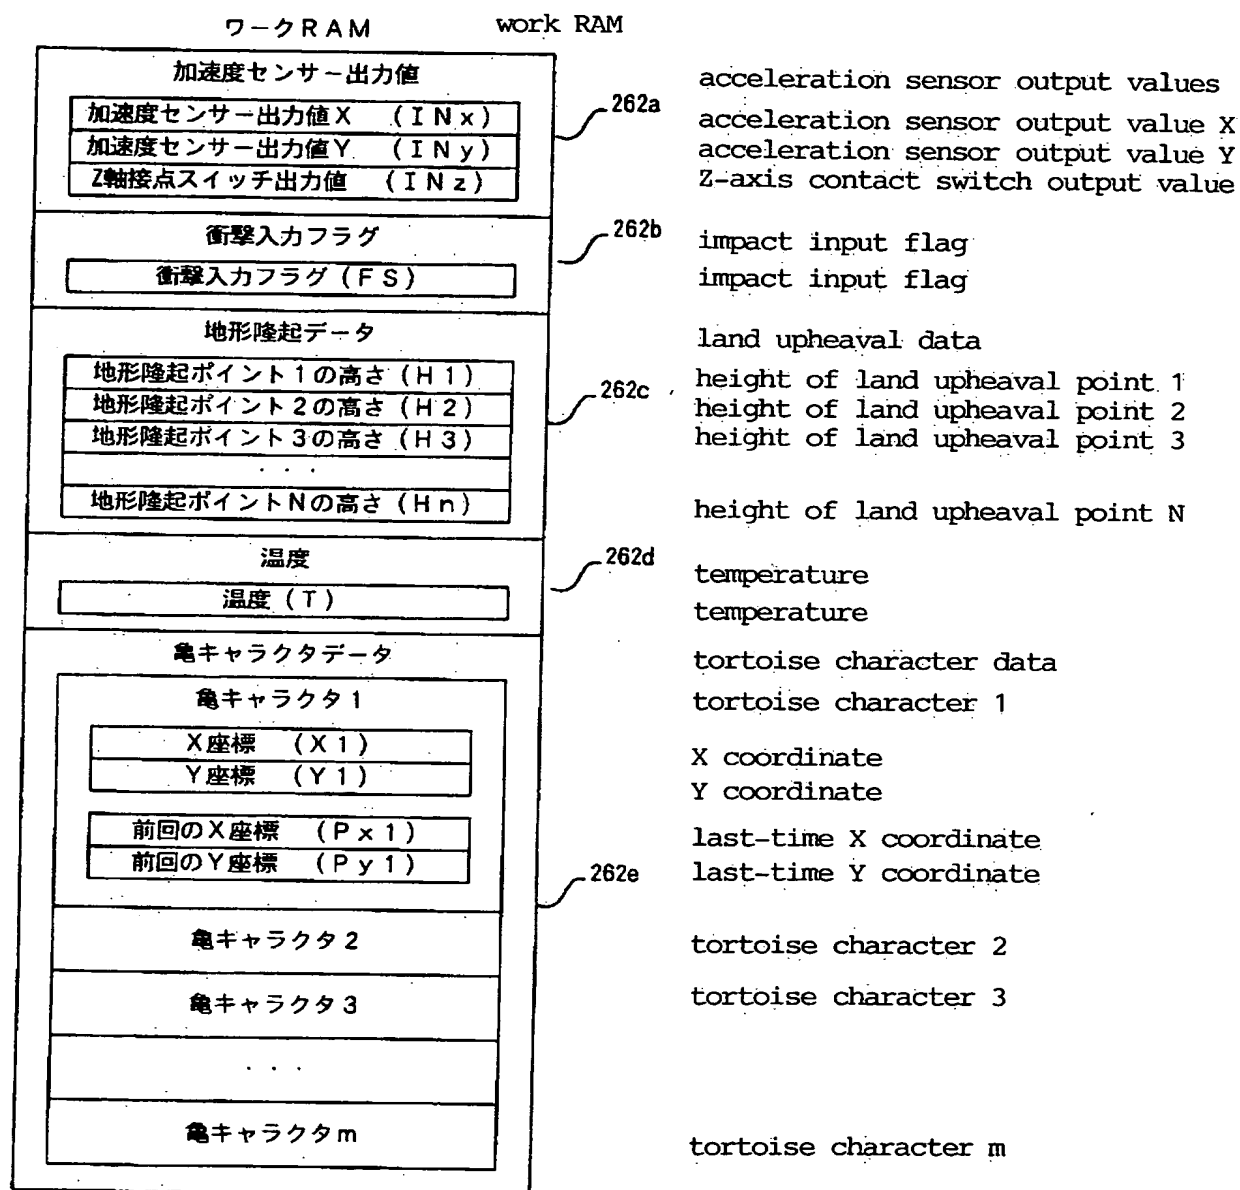 ワークRAM work RAM
加速度センサー出力値 acceleration sensor output values
262a
加速度センサー出力値X (INx) acceleration sensor output value X
加速度センサー出力値Y (INy) acceleration sensor output value Y
Z軸接点スイッチ出力値 (INz) Z-axis contact switch output value
衝撃入力フラグ 262b impact input flag
衝撃入力フラグ(FS) impact input flag
地形隆起データ land upheaval data
地形隆起ポイント1の高さ(H1) height of land upheaval point 1
262c
地形隆起ポイント2の高さ(H2) height of land upheaval point 2
地形隆起ポイント3の高さ(H3) height of land upheaval point 3
・・・
地形隆起ポイントNの高さ(Hn) height of land upheaval point N
温度 262d temperature
温度(T) temperature
亀キャラクタデータ tortoise character data
亀キャラクタ1 tortoise character 1
X座標 (X1) X coordinate
Y座標 (Y1) Y coordinate
前回のX座標 (Px1) last-time X coordinate
前回のY座標 (Py1) 262e last-time Y coordinate
亀キャラクタ2 tortoise character 2
亀キャラクタ3 tortoise character 3
・・・
亀キャラクタm tortoise character m